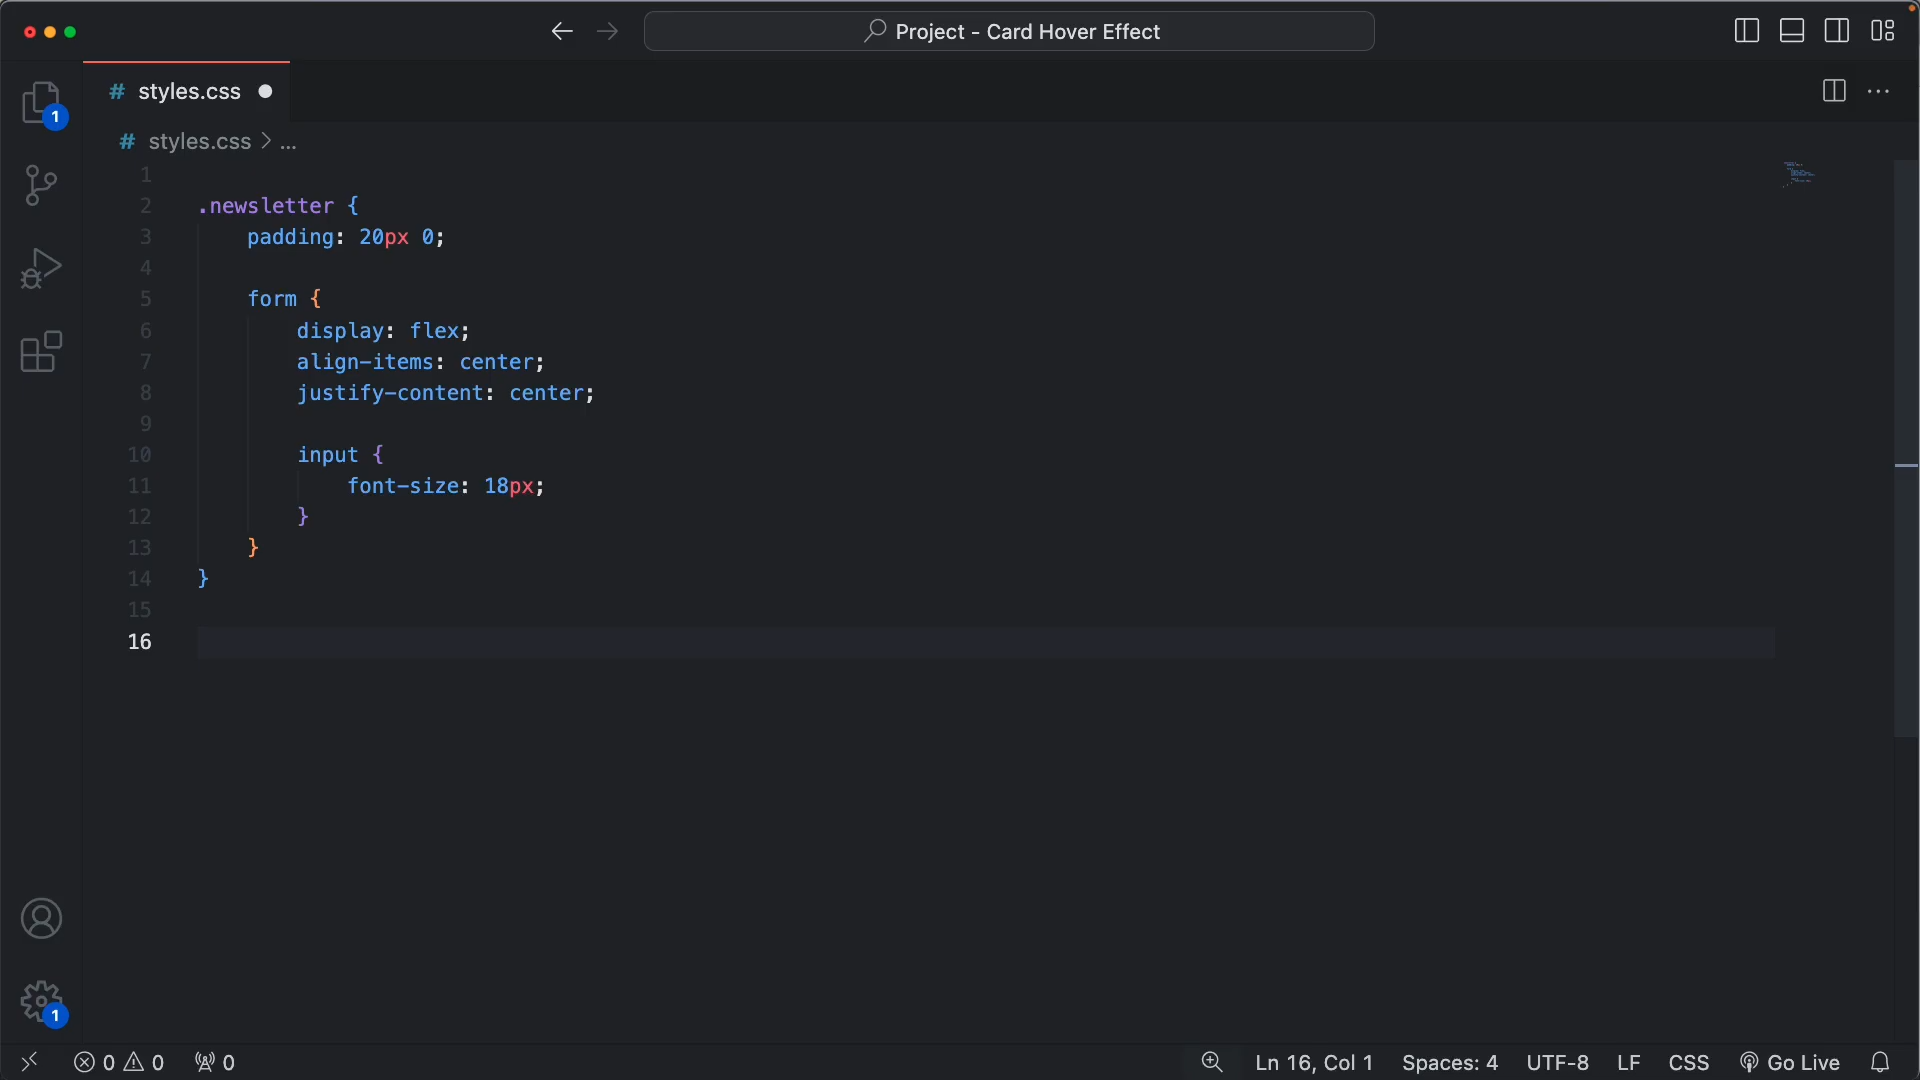 Project - Card Hover Effect
# styles.css
1
# styles.css > ...
1
2 .newsletter {
3 padding: 20px 0;
4
5 form {
6 display: flex;
7 align-items: center;
8 justify-content: center;
9
10 input {
11 font-size: 18px;
12 }
13 }
14 }
15
16
1
0 0 0 Ln 16, Col 1 Spaces: 4 UTF-8 LF CSS Go Live